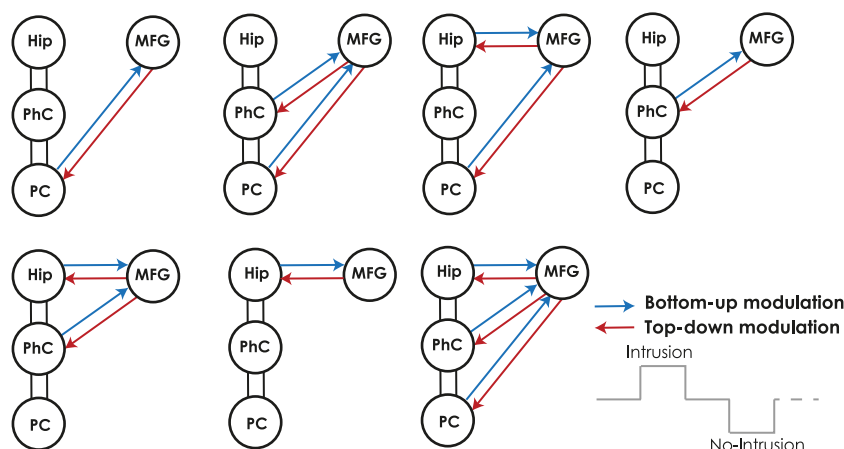 Hip MFG Hip MFG Hip MFG Hip MFG
PhC PhC PhC PhC
PC PC PC PC
Hip MFG Hip MFG Hip MFG
PhC PhC PhC
PC PC PC
Bottom-up modulation
Top-down modulation
Intrusion
No-Intrusion